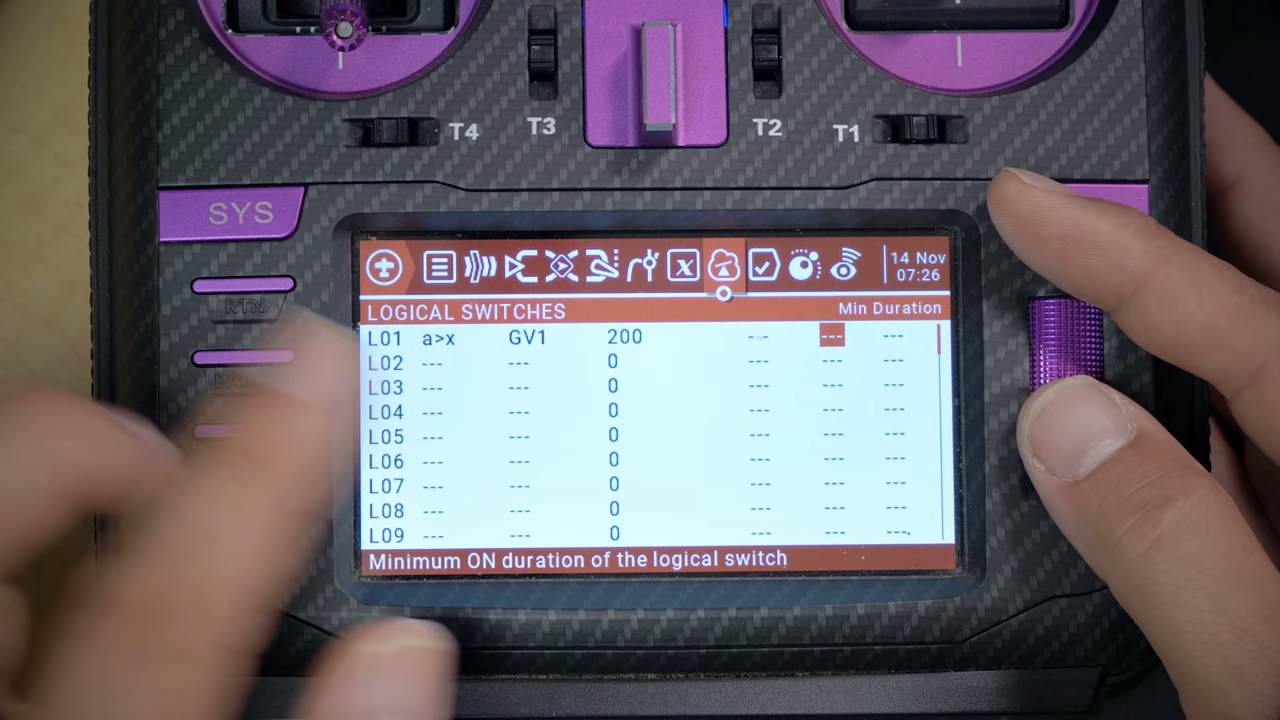 T4
T3
T2
T1
SYS
RTN
14 Nov
07:26
LOGICAL SWITCHES
Min Duration
L01 a>x GV1 200 --- --- ---
L02 --- --- 0 --- --- ---
L03 --- --- 0 --- --- ---
L04 --- --- 0 --- --- ---
L05 --- --- 0 --- --- ---
L06 --- --- 0 --- --- ---
L07 --- --- 0 --- --- ---
L08 --- --- 0 --- --- ---
L09 --- --- 0 --- --- ---
Minimum ON duration of the logical switch